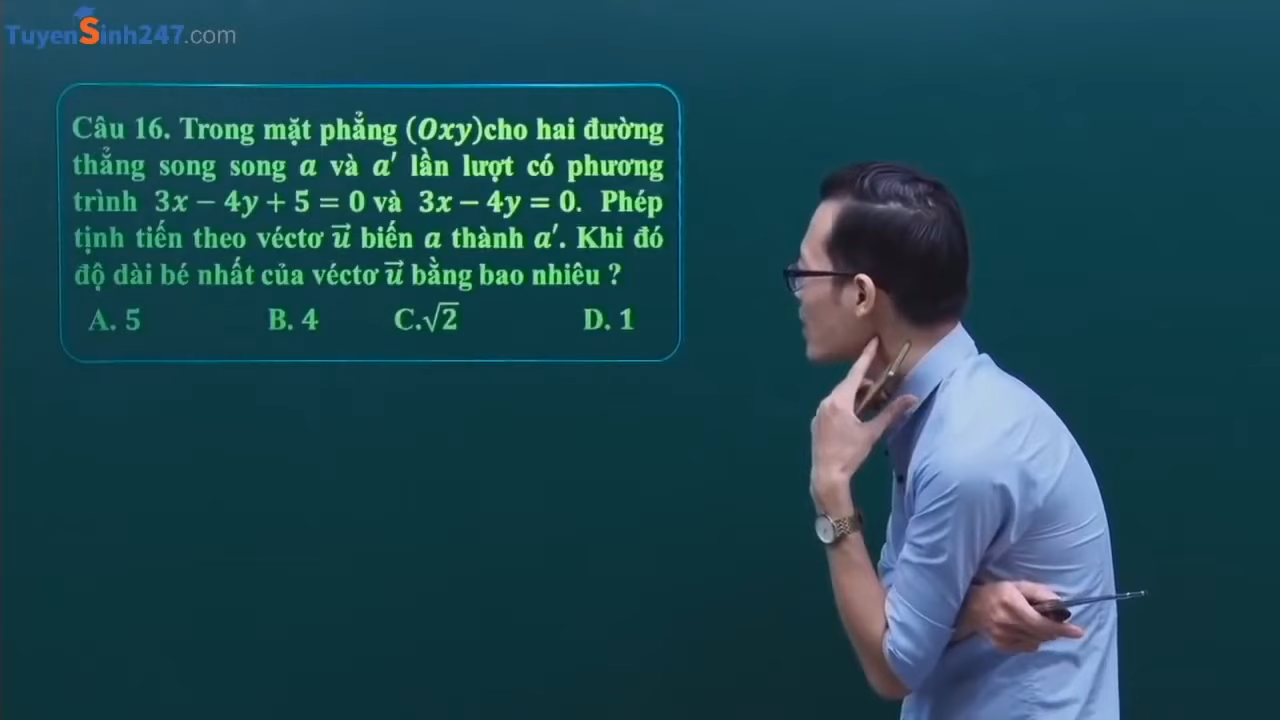 TuyenSinh247.com
Câu 16. Trong mặt phẳng (Oxy)cho hai đường
thẳng song song a và a′ lần lượt có phương
trình 3x − 4y + 5 = 0 và 3x − 4y = 0. Phép
tịnh tiến theo véctơ u⃗ biến a thành a′. Khi đó
độ dài bé nhất của véctơ u⃗ bằng bao nhiêu ?
A. 5 B. 4 C.√2 D. 1